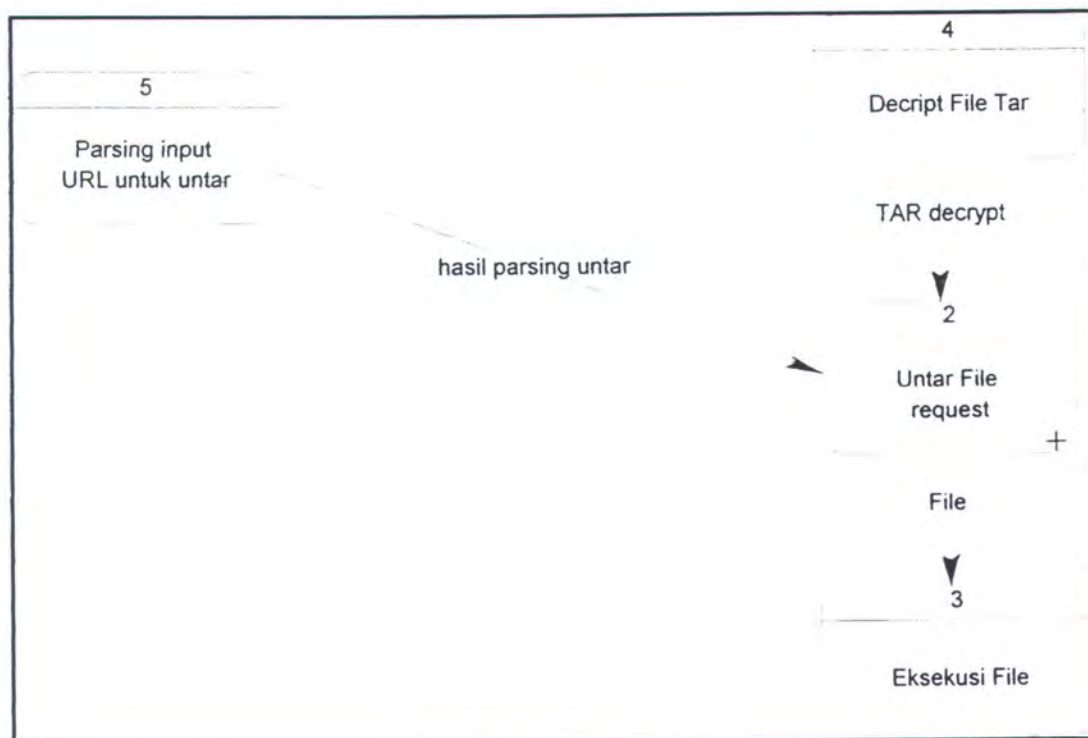 4
Decript File Tar
5
Parsing input
URL untuk untar
TAR decrypt
hasil parsing untar
2
Untar File
request
+
File
3
Eksekusi File